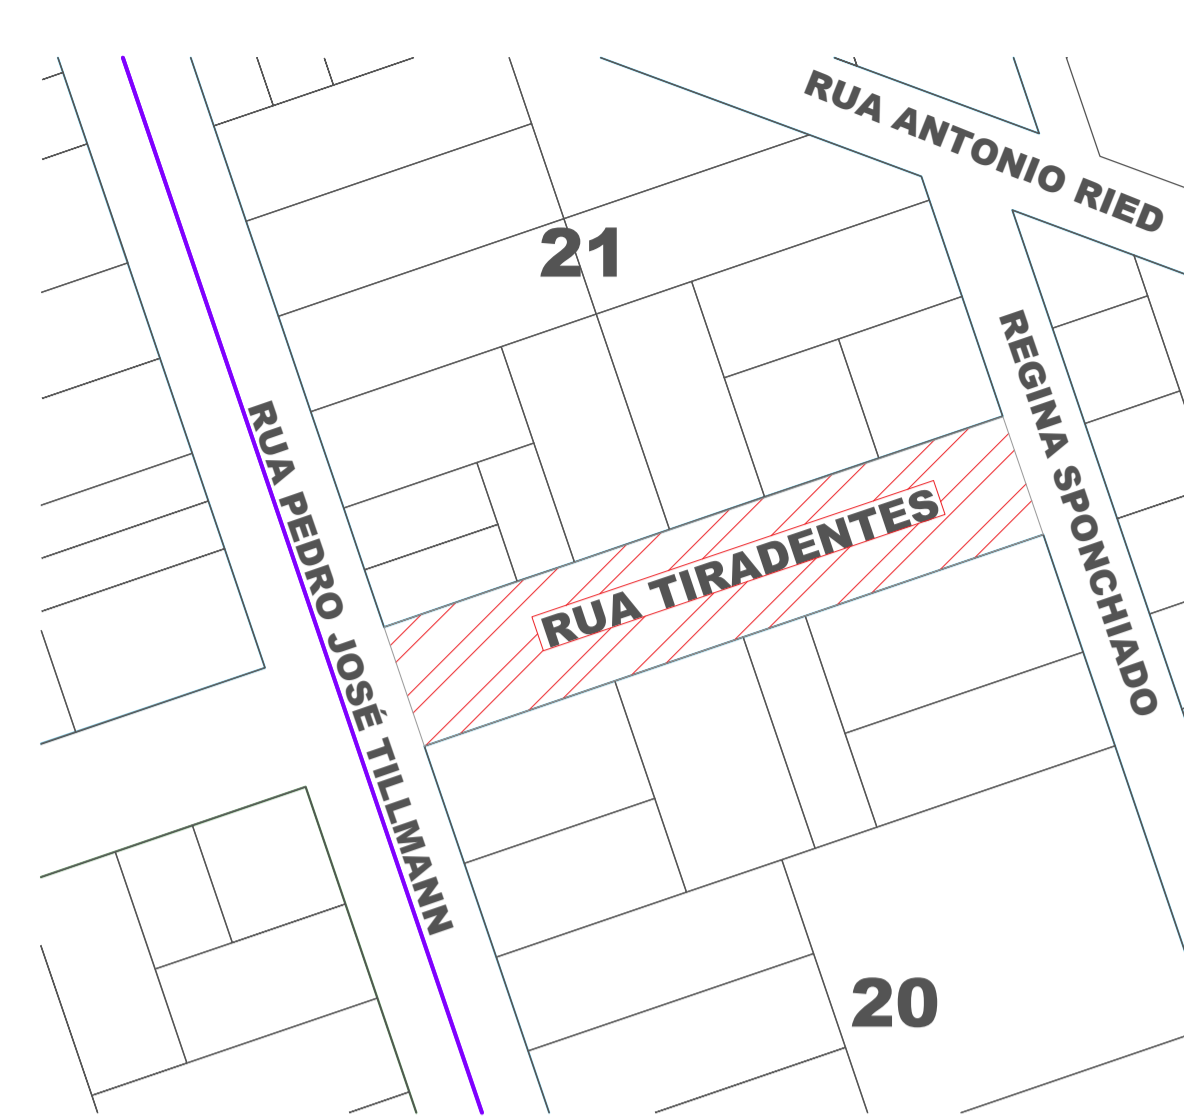 RUA ANTONIO RIED
21
REGINA SPONCHIADO
RUA PEDRO JOSÉ TILLMANN
RUA TIRADENTES
20